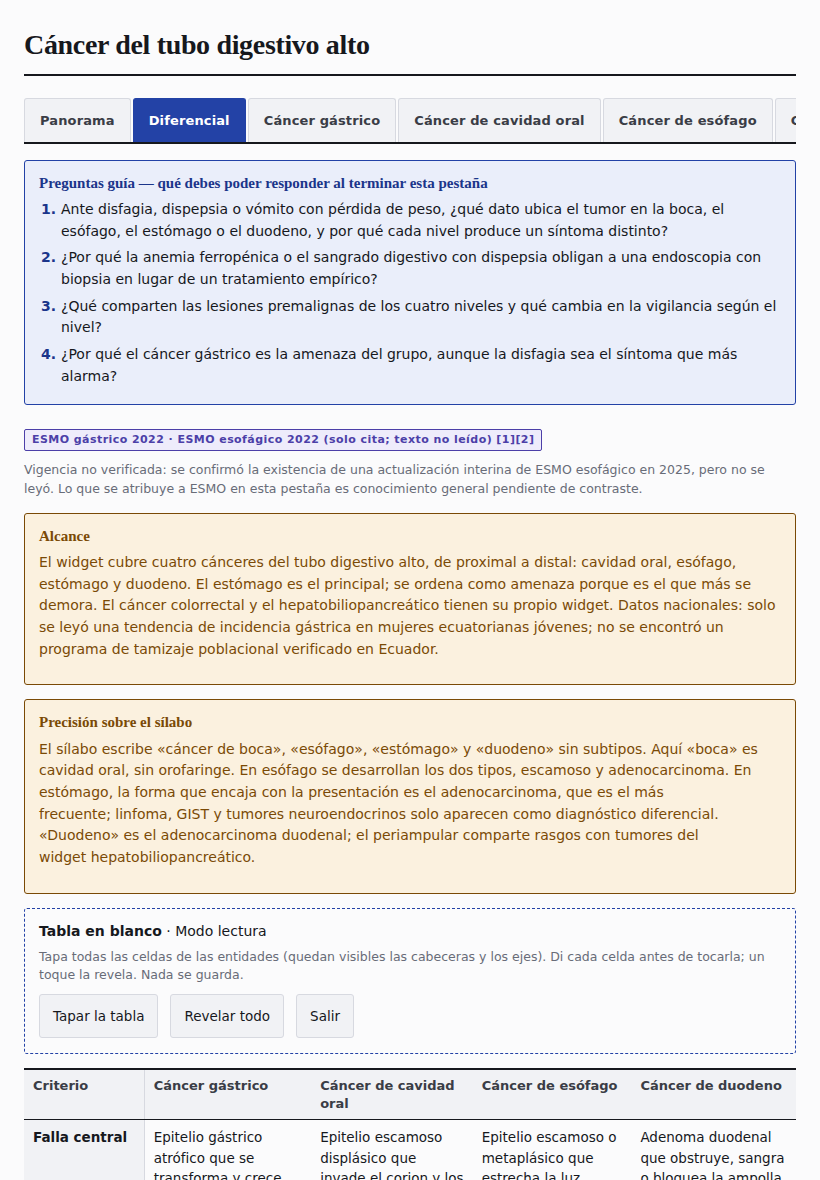 Cáncer del tubo digestivo alto
Panorama
Diferencial
Cáncer gástrico
Cáncer de cavidad oral
Cáncer de esófago
Preguntas guía — qué debes poder responder al terminar esta pestaña
1. Ante disfagia, dispepsia o vómito con pérdida de peso, ¿qué dato ubica el tumor en la boca, el
esófago, el estómago o el duodeno, y por qué cada nivel produce un síntoma distinto?
2. ¿Por qué la anemia ferropénica o el sangrado digestivo con dispepsia obligan a una endoscopia con
biopsia en lugar de un tratamiento empírico?
3. ¿Qué comparten las lesiones premalignas de los cuatro niveles y qué cambia en la vigilancia según el
nivel?
4. ¿Por qué el cáncer gástrico es la amenaza del grupo, aunque la disfagia sea el síntoma que más
alarma?
ESMO gástrico 2022 · ESMO esofágico 2022 (solo cita; texto no leído) [1][2]
Vigencia no verificada: se confirmó la existencia de una actualización interina de ESMO esofágico en 2025, pero no se
leyó. Lo que se atribuye a ESMO en esta pestaña es conocimiento general pendiente de contraste.
Alcance
El widget cubre cuatro cánceres del tubo digestivo alto, de proximal a distal: cavidad oral, esófago,
estómago y duodeno. El estómago es el principal; se ordena como amenaza porque es el que más se
demora. El cáncer colorrectal y el hepatobiliopancreático tienen su propio widget. Datos nacionales: solo
se leyó una tendencia de incidencia gástrica en mujeres ecuatorianas jóvenes; no se encontró un
programa de tamizaje poblacional verificado en Ecuador.
Precisión sobre el sílabo
El sílabo escribe «cáncer de boca», «esófago», «estómago» y «duodeno» sin subtipos. Aquí «boca» es
cavidad oral, sin orofaringe. En esófago se desarrollan los dos tipos, escamoso y adenocarcinoma. En
estómago, la forma que encaja con la presentación es el adenocarcinoma, que es el más
frecuente; linfoma, GIST y tumores neuroendocrinos solo aparecen como diagnóstico diferencial.
«Duodeno» es el adenocarcinoma duodenal; el periampular comparte rasgos con tumores del
widget hepatobiliopancreático.
Tabla en blanco · Modo lectura
Tapa todas las celdas de las entidades (quedan visibles las cabeceras y los ejes). Di cada celda antes de tocarla; un
toque la revela. Nada se guarda.
Tapar la tabla
Revelar todo
Salir
Criterio
Cáncer gástrico
Cáncer de cavidad
oral
Cáncer de esófago
Cáncer de duodeno
Falla central
Epitelio gástrico
atrófico que se
transforma y crece
Epitelio escamoso
displásico que
invade el corion y los
Epitelio escamoso o
metaplásico que
estrecha la luz
Adenoma duodenal
que obstruye, sangra
o bloquea la ampolla